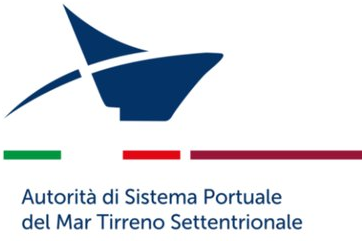 Autorità di Sistema Portuale
del Mar Tirreno Settentrionale